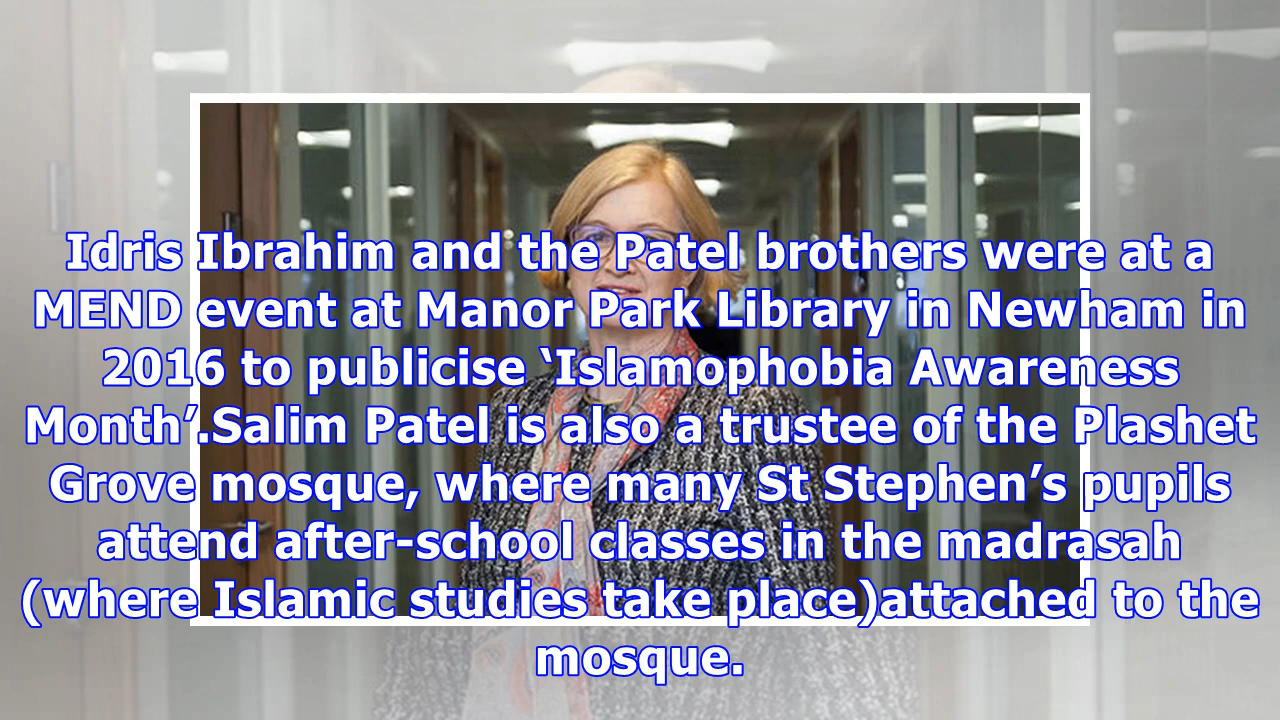 Idris Ibrahim and the Patel brothers were at a
MEND event at Manor Park Library in Newham in
2016 to publicise ‘Islamophobia Awareness
Month’.Salim Patel is also a trustee of the Plashet
Grove mosque, where many St Stephen’s pupils
attend after-school classes in the madrasah
(where Islamic studies take place)attached to the
mosque.